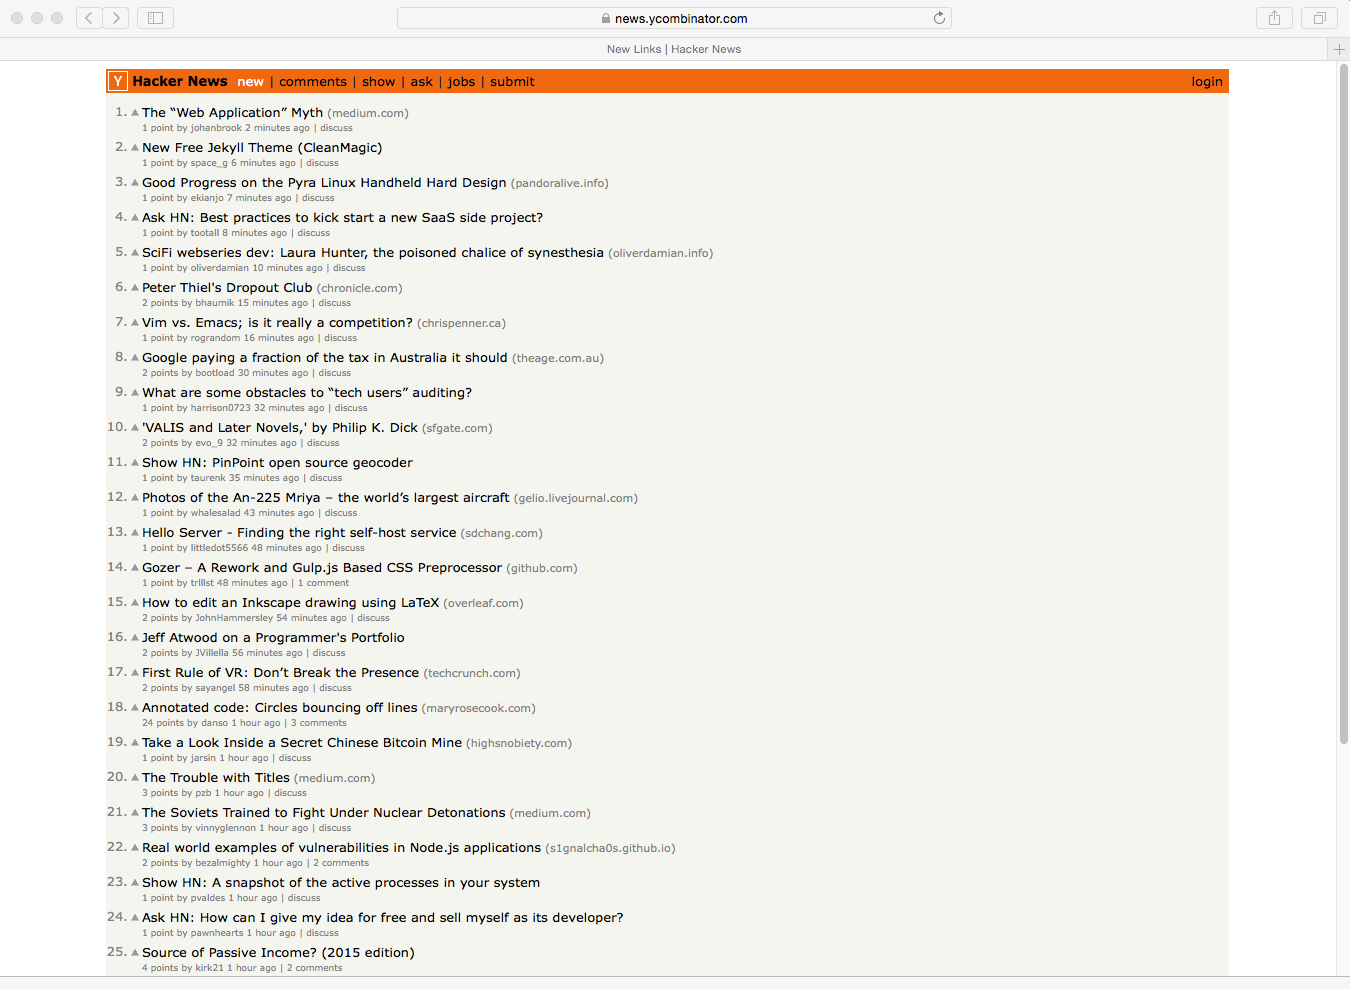 news.ycombinator.com
New Links | Hacker News
Y Hacker News new | comments | show | ask | jobs | submit login
1. The “Web Application” Myth (medium.com)
1 point by johanbrook 2 minutes ago | discuss
2. New Free Jekyll Theme (CleanMagic)
1 point by space_g 6 minutes ago | discuss
3. Good Progress on the Pyra Linux Handheld Hard Design (pandoralive.info)
1 point by ekianjo 7 minutes ago | discuss
4. Ask HN: Best practices to kick start a new SaaS side project?
1 point by tootall 8 minutes ago | discuss
5. SciFi webseries dev: Laura Hunter, the poisoned chalice of synesthesia (oliverdamian.info)
1 point by oliverdamian 10 minutes ago | discuss
6. Peter Thiel's Dropout Club (chronicle.com)
2 points by bhaumik 15 minutes ago | discuss
7. Vim vs. Emacs; is it really a competition? (chrispenner.ca)
1 point by rograndom 16 minutes ago | discuss
8. Google paying a fraction of the tax in Australia it should (theage.com.au)
2 points by bootload 30 minutes ago | discuss
9. What are some obstacles to “tech users” auditing?
1 point by harrison0723 32 minutes ago | discuss
10. 'VALIS and Later Novels,' by Philip K. Dick (sfgate.com)
2 points by evo_9 32 minutes ago | discuss
11. Show HN: PinPoint open source geocoder
1 point by taurenk 35 minutes ago | discuss
12. Photos of the An-225 Mriya – the world’s largest aircraft (gelio.livejournal.com)
1 point by whalesalad 43 minutes ago | discuss
13. Hello Server - Finding the right self-host service (sdchang.com)
1 point by littledot5566 48 minutes ago | discuss
14. Gozer – A Rework and Gulp.js Based CSS Preprocessor (github.com)
1 point by trlllst 48 minutes ago | 1 comment
15. How to edit an Inkscape drawing using LaTeX (overleaf.com)
2 points by JohnHammersley 54 minutes ago | discuss
16. Jeff Atwood on a Programmer's Portfolio
2 points by JVillella 56 minutes ago | discuss
17. First Rule of VR: Don’t Break the Presence (techcrunch.com)
2 points by sayangel 58 minutes ago | discuss
18. Annotated code: Circles bouncing off lines (maryrosecook.com)
24 points by danso 1 hour ago | 3 comments
19. Take a Look Inside a Secret Chinese Bitcoin Mine (highsnobiety.com)
1 point by jarsin 1 hour ago | discuss
20. The Trouble with Titles (medium.com)
3 points by pzb 1 hour ago | discuss
21. The Soviets Trained to Fight Under Nuclear Detonations (medium.com)
3 points by vinnyglennon 1 hour ago | discuss
22. Real world examples of vulnerabilities in Node.js applications (s1gnalcha0s.github.io)
2 points by bezalmighty 1 hour ago | 2 comments
23. Show HN: A snapshot of the active processes in your system
1 point by pvaldes 1 hour ago | discuss
24. Ask HN: How can I give my idea for free and sell myself as its developer?
1 point by pawnhearts 1 hour ago | discuss
25. Source of Passive Income? (2015 edition)
4 points by kirk21 1 hour ago | 2 comments